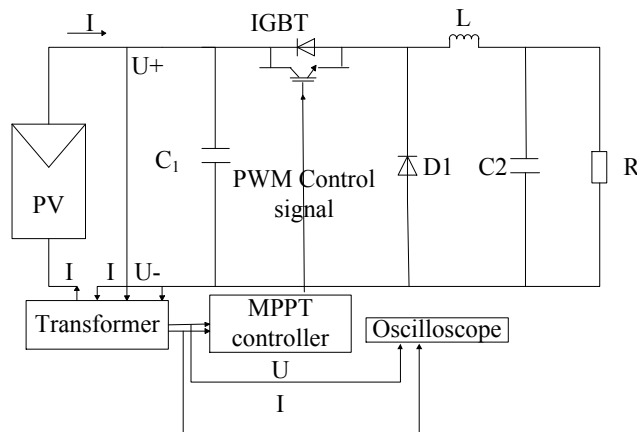 I
IGBT
L
U+
C1
PWM Control
signal
D1
C2
R
PV
I
I
U-
Transformer
MPPT
controller
Oscilloscope
U
I